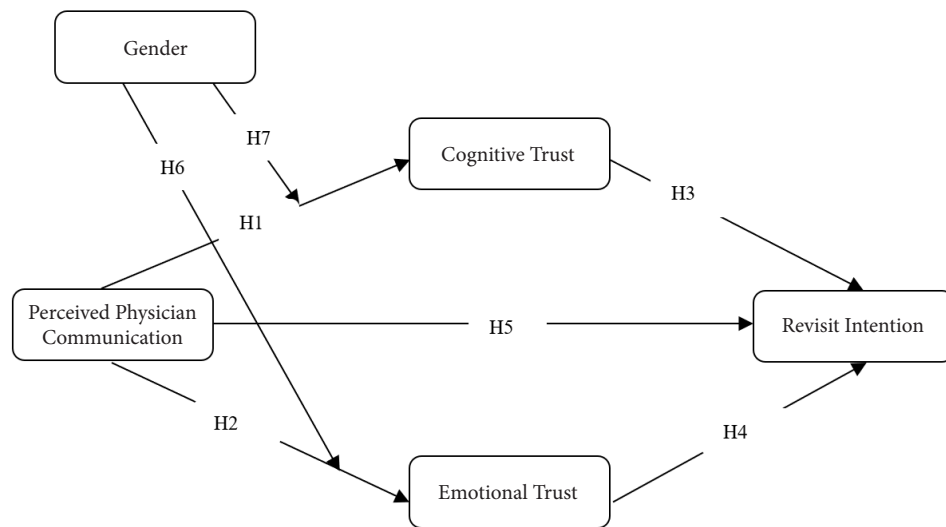 Gender
H7
Cognitive Trust
H6
H3
H1
Perceived Physician
Communication
H5
Revisit Intention
H2
H4
Emotional Trust